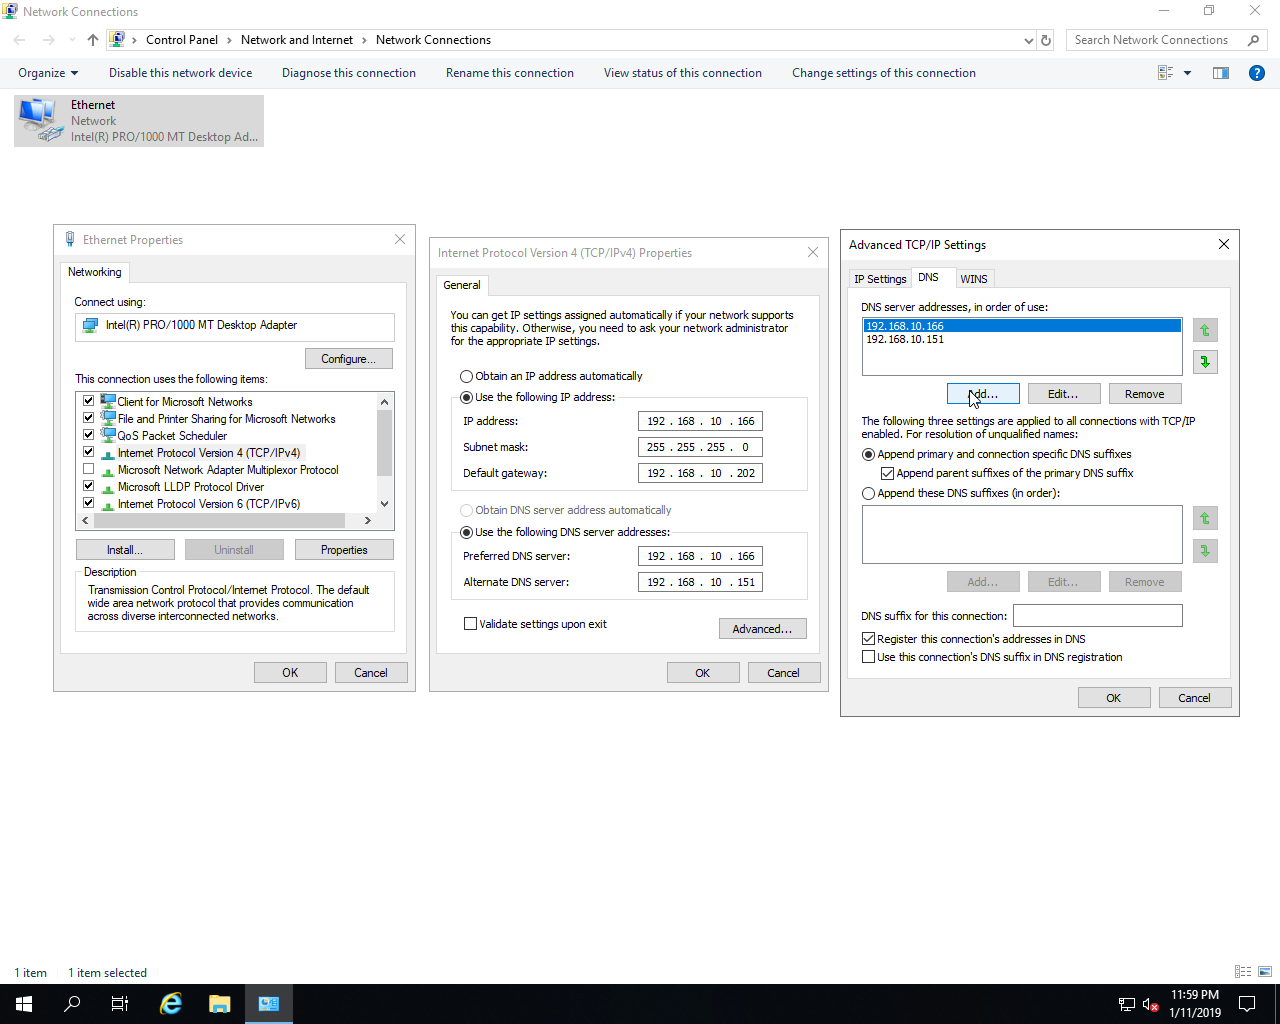 Network Connections
Control Panel
Network and Internet
Network Connections
Search Network Connections
Organize
Disable this network device
Diagnose this connection
Rename this connection
View status of this connection
Change settings of this connection
Ethernet
Network
Intel(R) PRO/1000 MT Desktop Ad...
Ethernet Properties
Networking
Connect using:
Intel(R) PRO/1000 MT Desktop Adapter
Configure...
This connection uses the following items:
Client for Microsoft Networks
File and Printer Sharing for Microsoft Networks
QoS Packet Scheduler
Internet Protocol Version 4 (TCP/IPv4)
Microsoft Network Adapter Multiplexor Protocol
Microsoft LLDP Protocol Driver
Internet Protocol Version 6 (TCP/IPv6)
Install...
Uninstall
Properties
Description
Transmission Control Protocol/Internet Protocol. The default
wide area network protocol that provides communication
across diverse interconnected networks.
OK
Cancel
Internet Protocol Version 4 (TCP/IPv4) Properties
General
You can get IP settings assigned automatically if your network supports
this capability. Otherwise, you need to ask your network administrator
for the appropriate IP settings.
Obtain an IP address automatically
Use the following IP address:
IP address:
192 . 168 . 10 . 166
Subnet mask:
255 . 255 . 255 . 0
Default gateway:
192 . 168 . 10 . 202
Obtain DNS server address automatically
Use the following DNS server addresses:
Preferred DNS server:
192 . 168 . 10 . 166
Alternate DNS server:
192 . 168 . 10 . 151
Validate settings upon exit
Advanced...
OK
Cancel
Advanced TCP/IP Settings
IP Settings
DNS
WINS
DNS server addresses, in order of use:
192.168.10.166
192.168.10.151
Add...
Edit...
Remove
The following three settings are applied to all connections with TCP/IP
enabled. For resolution of unqualified names:
Append primary and connection specific DNS suffixes
Append parent suffixes of the primary DNS suffix
Append these DNS suffixes (in order):
Add...
Edit...
Remove
DNS suffix for this connection:
Register this connection's addresses in DNS
Use this connection's DNS suffix in DNS registration
OK
Cancel
1 item
1 item selected
11:59 PM
1/11/2019